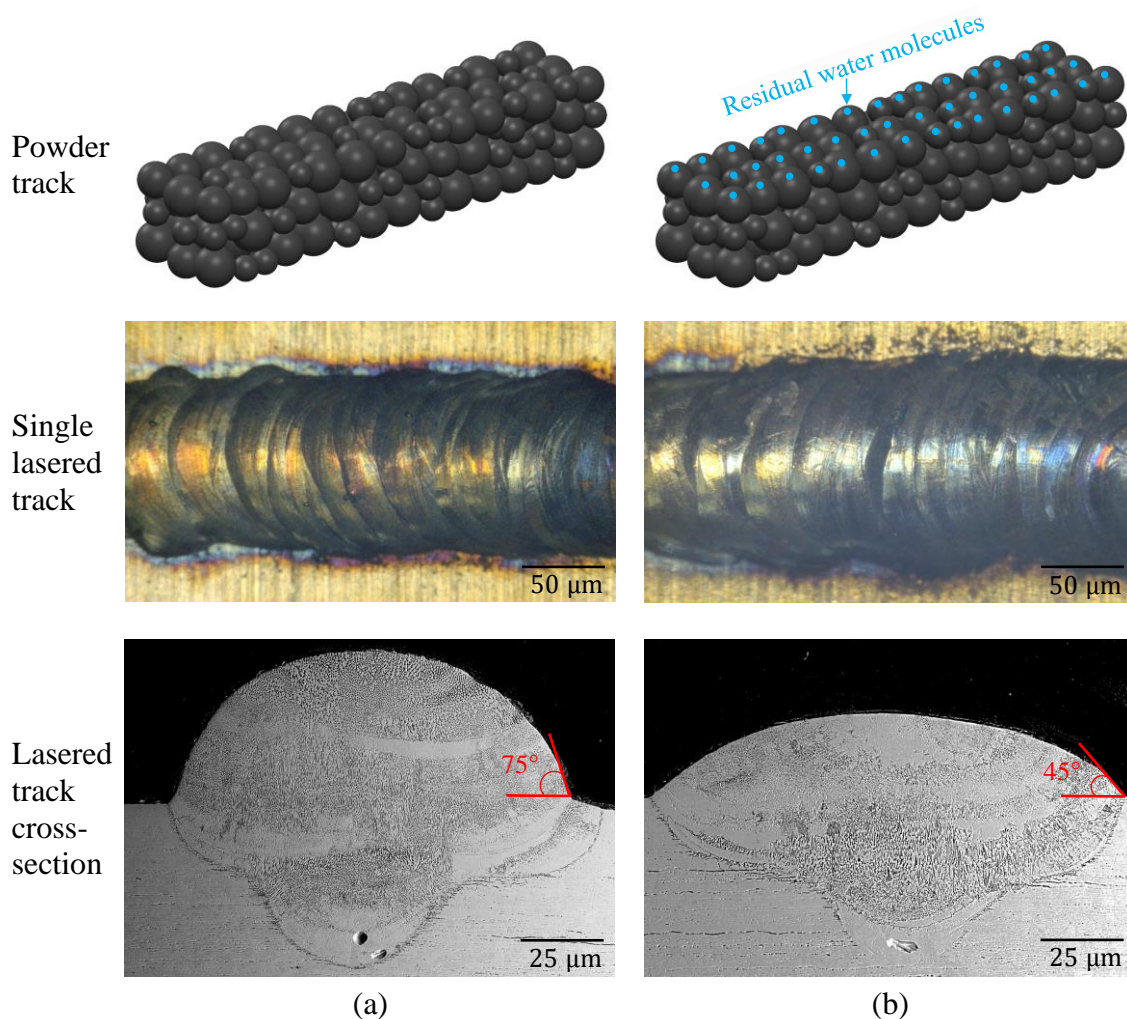 Residual water molecules
Powder
track
Single
lasered
track
50 μm
50 μm
Lasered
track
cross-
section
75°
45°
25 μm
25 μm
(a)
(b)